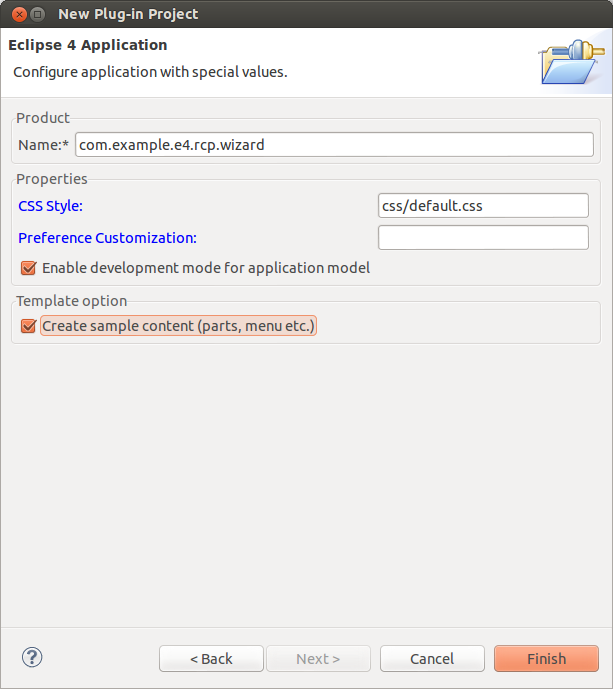 New Plug-in Project
Eclipse 4 Application
Configure application with special values.
Product
Name:* com.example.e4.rcp.wizard
Properties
CSS Style: css/default.css
Preference Customization:
Enable development mode for application model
Template option
Create sample content (parts, menu etc.)
? < Back Next > Cancel Finish